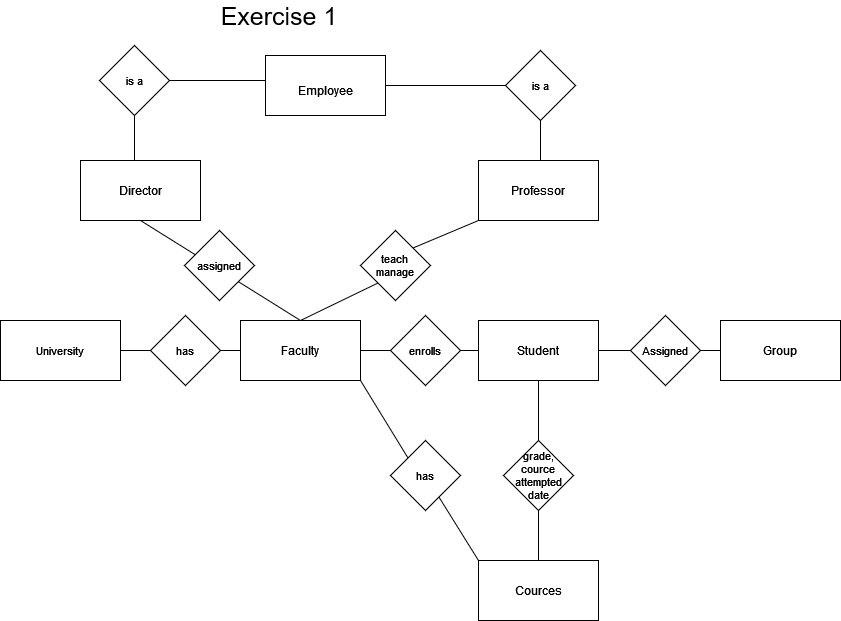 Exercise 1
is a
Employee
is a
Director
Professor
assigned
teach
manage
University
has
Faculty
enrolls
Student
Assigned
Group
has
grade,
cource
attempted
date
Cources